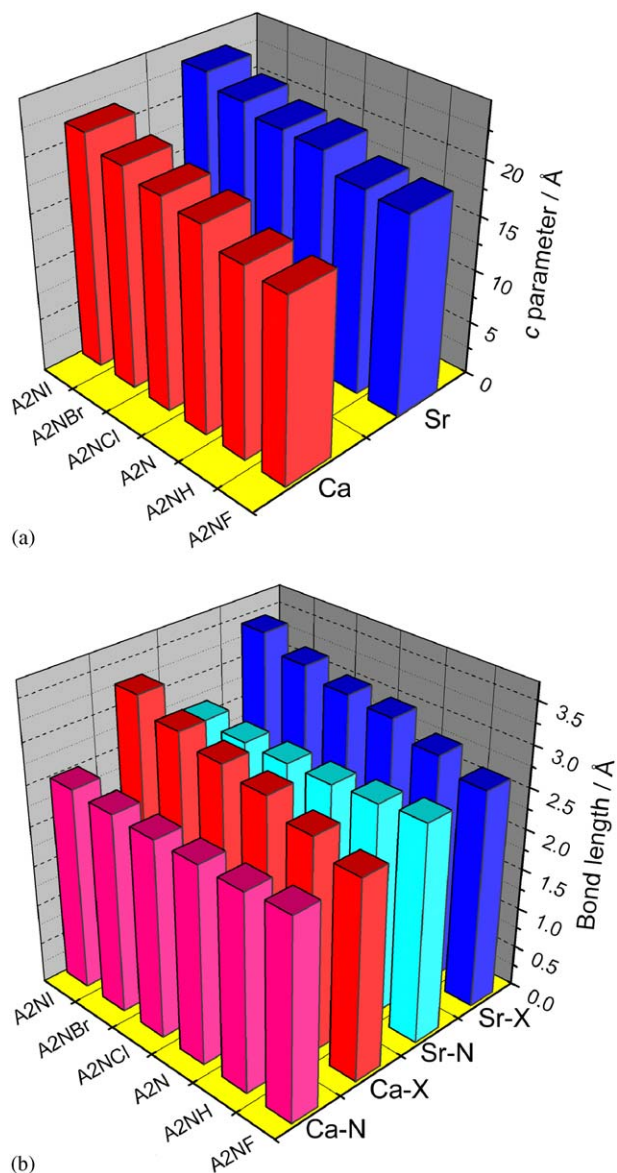 20
15
10
5
0
c parameter / Å
A2NI
A2NBr
A2NCl
A2N
A2NH
A2NF
Sr
Ca
(a)
3.5
3.0
2.5
2.0
1.5
1.0
0.5
0.0
Bond length / Å
A2NI
A2NBr
A2NCl
A2N
A2NH
A2NF
Sr-X
Sr-N
Ca-X
Ca-N
(b)